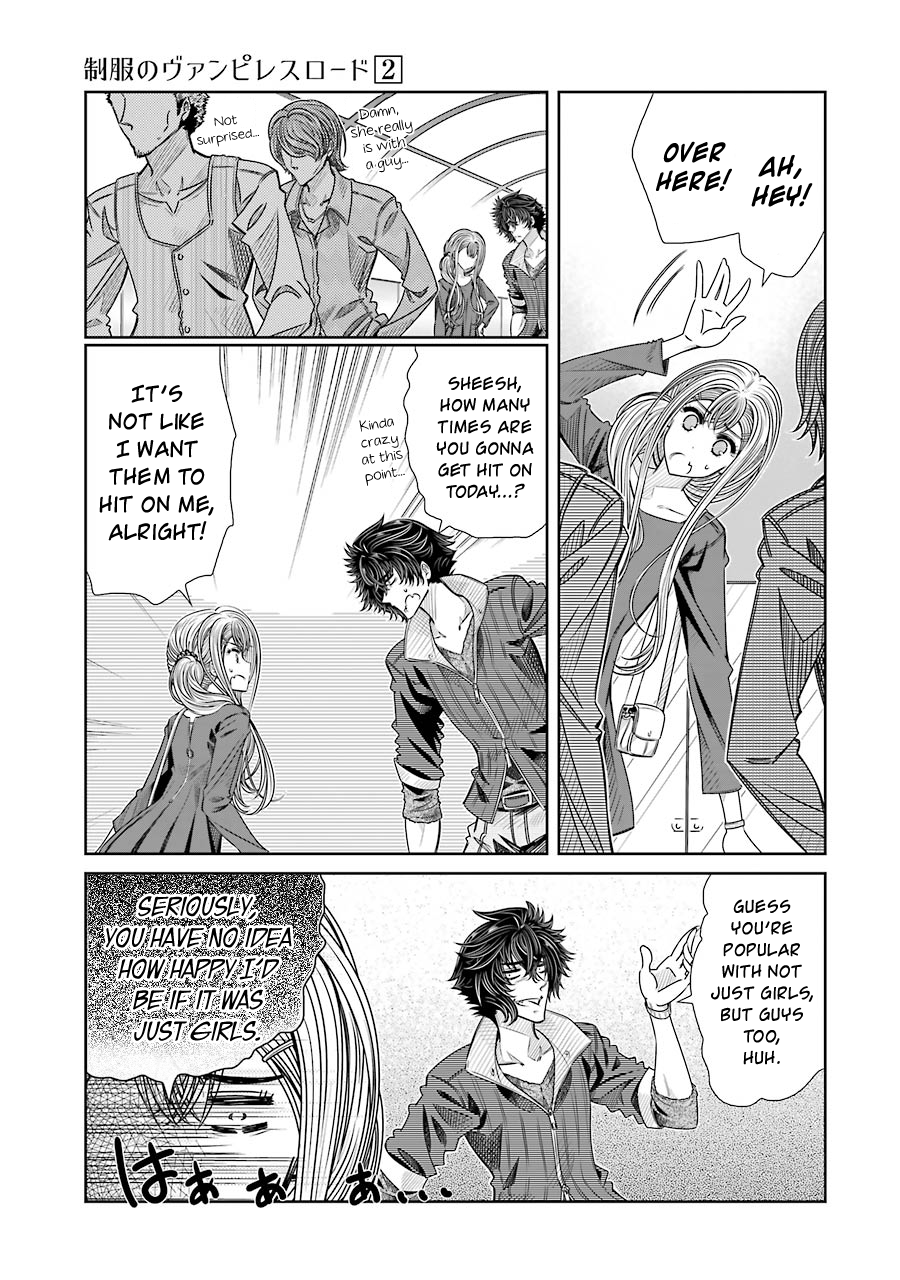 制服のヴァンピレスロード2
AH,
HEY!
OVER
HERE!
Damn,
she really
is with
a guy...
Not
surprised...
SHEESH,
HOW MANY
TIMES ARE
YOU GONNA
GET HIT ON
TODAY...?
Kinda
crazy
at this
point...
IT'S
NOT LIKE
I WANT
THEM TO
HIT ON ME,
ALRIGHT!
GUESS
YOU'RE
POPULAR
WITH NOT
JUST GIRLS,
BUT GUYS
TOO,
HUH.
SERIOUSLY,
YOU HAVE NO IDEA
HOW HAPPY I'D
BE IF IT WAS
JUST GIRLS.
はぁぁぁ...